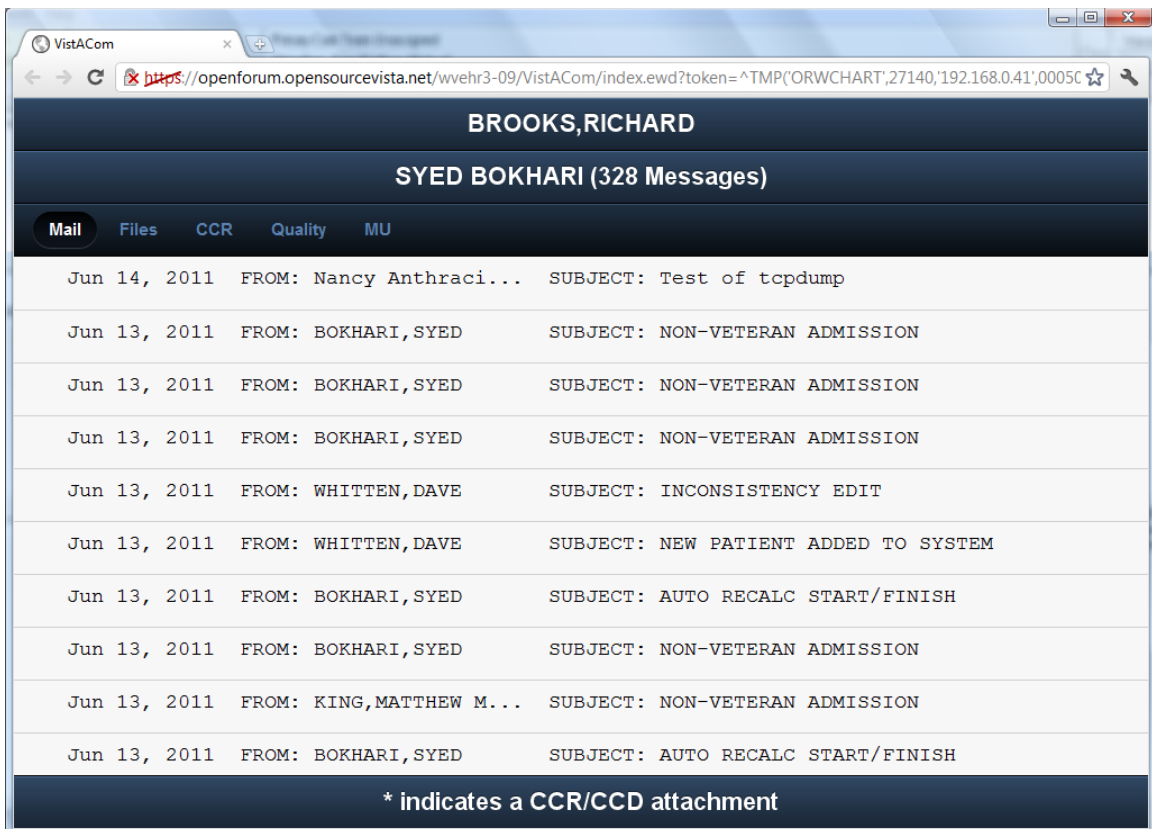 VistACom
https://openforum.opensourcevista.net/wvehr3-09/VistACom/index.ewd?token=^TMP('ORWCHART',27140,'192.168.0.41',0005C
BROOKS,RICHARD
SYED BOKHARI (328 Messages)
Mail Files CCR Quality MU
Jun 14, 2011 FROM: Nancy Anthraci... SUBJECT: Test of tcpdump
Jun 13, 2011 FROM: BOKHARI,SYED SUBJECT: NON-VETERAN ADMISSION
Jun 13, 2011 FROM: BOKHARI,SYED SUBJECT: NON-VETERAN ADMISSION
Jun 13, 2011 FROM: BOKHARI,SYED SUBJECT: NON-VETERAN ADMISSION
Jun 13, 2011 FROM: WHITTEN,DAVE SUBJECT: INCONSISTENCY EDIT
Jun 13, 2011 FROM: WHITTEN,DAVE SUBJECT: NEW PATIENT ADDED TO SYSTEM
Jun 13, 2011 FROM: BOKHARI,SYED SUBJECT: AUTO RECALC START/FINISH
Jun 13, 2011 FROM: BOKHARI,SYED SUBJECT: NON-VETERAN ADMISSION
Jun 13, 2011 FROM: KING,MATTHEW M... SUBJECT: NON-VETERAN ADMISSION
Jun 13, 2011 FROM: BOKHARI,SYED SUBJECT: AUTO RECALC START/FINISH
* indicates a CCR/CCD attachment